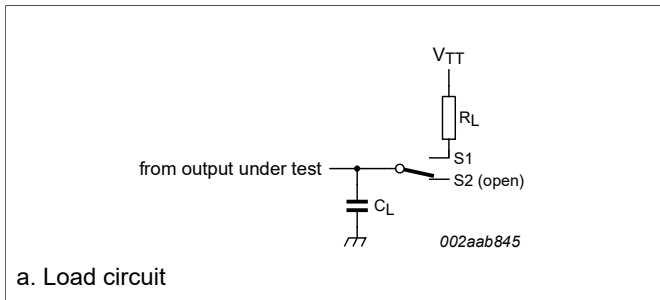 VTT
RL
S1
from output under test
S2 (open)
CL
002aab845
a. Load circuit